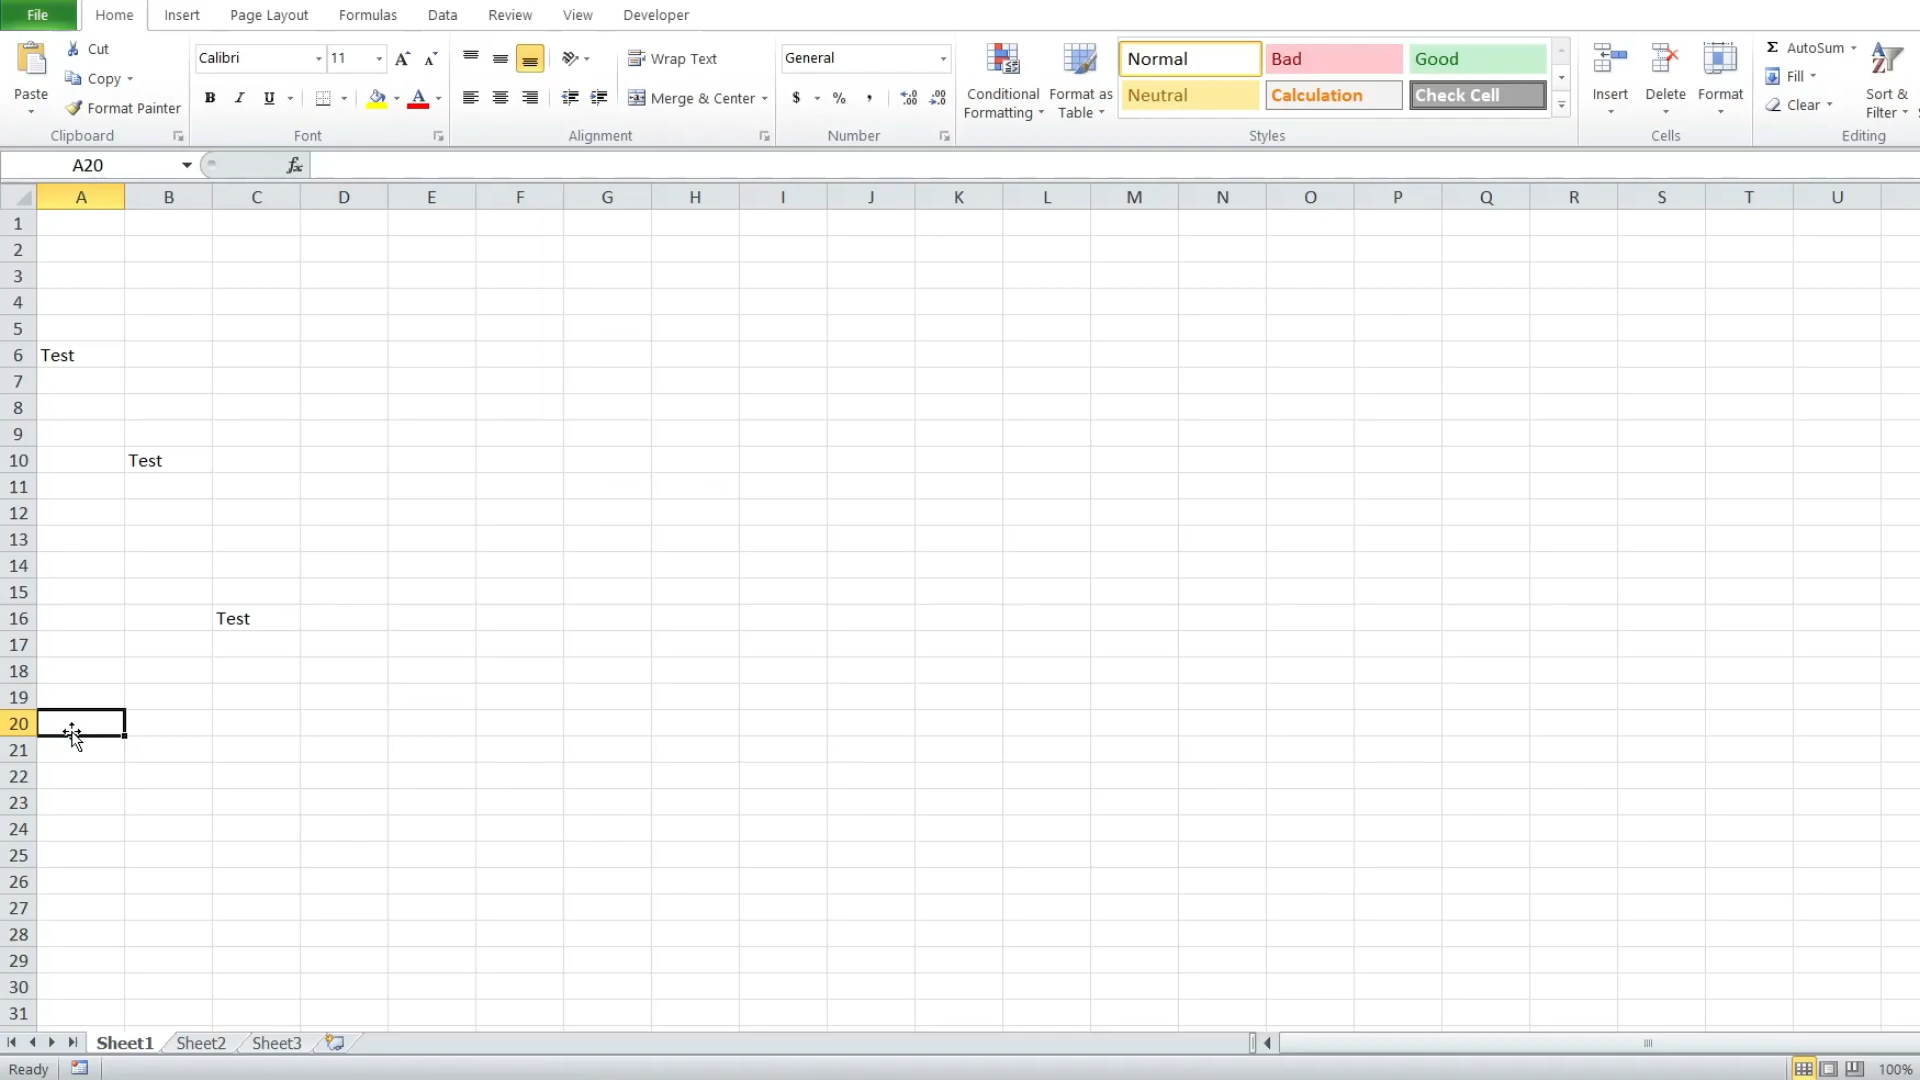 File Home Insert Page Layout Formulas Data Review View Developer
Paste
Cut
Copy
Format Painter
Clipboard
Calibri 11 A A
B I U A
Font
Wrap Text
Merge & Center
Alignment
General
$ % ,
Number
Conditional Formatting
Format as Table
Normal Bad Good
Neutral Calculation Check Cell
Styles
Insert Delete Format
Cells
Σ AutoSum
Fill
Clear
Sort & Filter
Editing
A20 fx
A B C D E F G H I J K L M N O P Q R S T U
1
2
3
4
5
6 Test
7
8
9
10 Test
11
12
13
14
15
16 Test
17
18
19
20
21
22
23
24
25
26
27
28
29
30
31
Sheet1 Sheet2 Sheet3
Ready 100%